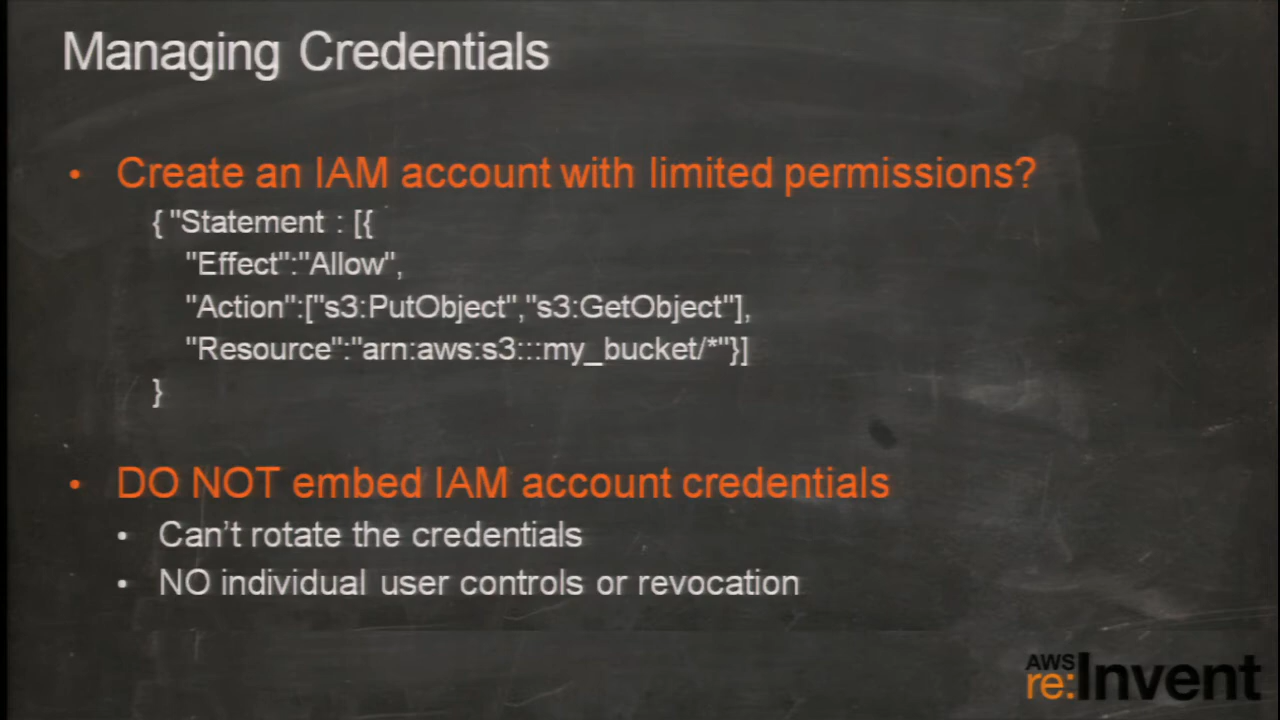 Managing Credentials
• Create an IAM account with limited permissions?
{ "Statement : [{
"Effect":"Allow",
"Action":["s3:PutObject","s3:GetObject"],
"Resource":"arn:aws:s3:::my_bucket/*"}]
}
• DO NOT embed IAM account credentials
• Can’t rotate the credentials
• NO individual user controls or revocation
AWS
re:Invent